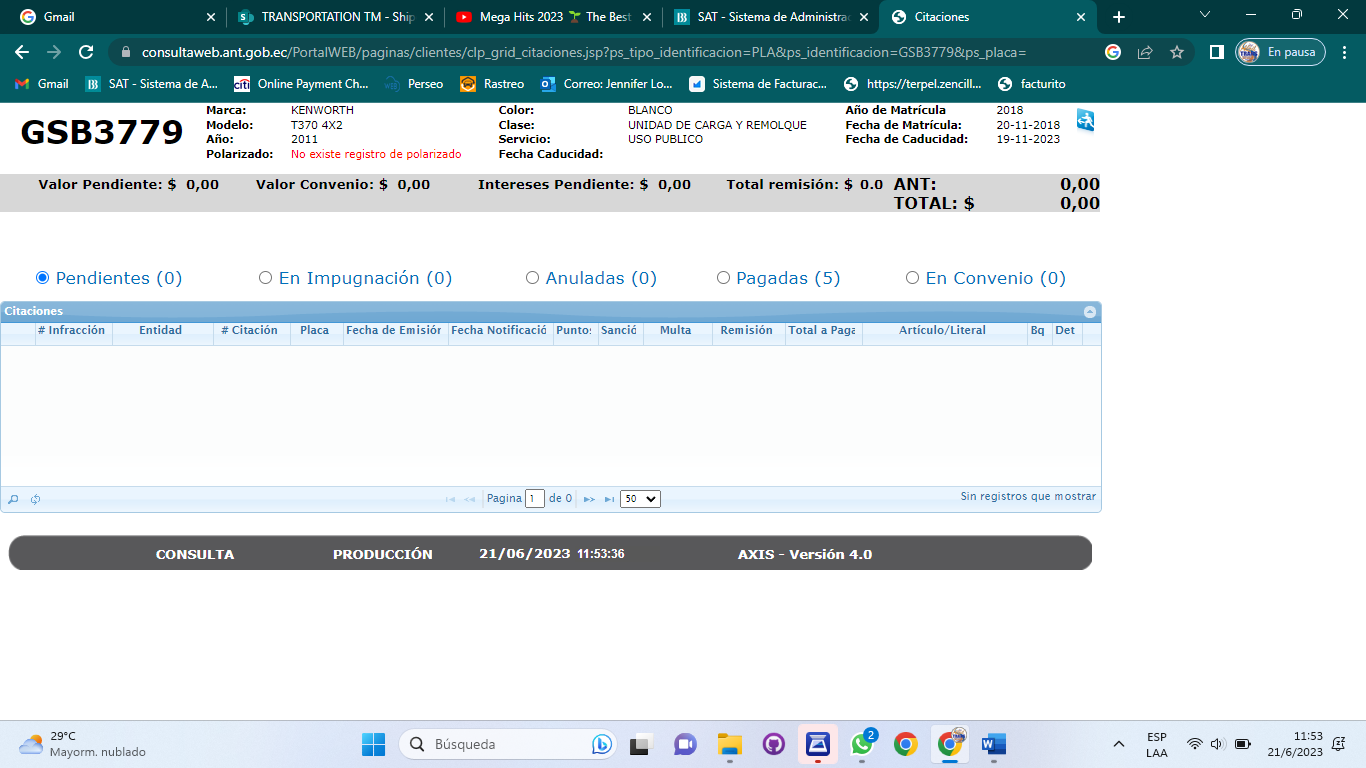 Gmail
TRANSPORTATION TM - Ship
Mega Hits 2023 🌱 The Best
SAT - Sistema de Administrac
Citaciones
consultaweb.ant.gob.ec/PortalWEB/paginas/clientes/clp_grid_citaciones.jsp?ps_tipo_identificacion=PLA&ps_identificacion=GSB3779&ps_placa=
En pausa
Gmail
SAT - Sistema de A...
citi Online Payment Ch...
Perseo
Rastreo
Correo: Jennifer Lo...
Sistema de Facturac...
https://terpel.zencill...
facturito
GSB3779
Marca: KENWORTH
Modelo: T370 4X2
Año: 2011
Polarizado: No existe registro de polarizado
Color: BLANCO
Clase: UNIDAD DE CARGA Y REMOLQUE
Servicio: USO PUBLICO
Fecha Caducidad:
Año de Matrícula 2018
Fecha de Matrícula: 20-11-2018
Fecha de Caducidad: 19-11-2023
Valor Pendiente: $ 0,00 Valor Convenio: $ 0,00 Intereses Pendiente: $ 0,00 Total remisión: $ 0.0 ANT: 0,00
TOTAL: $ 0,00
Pendientes (0) En Impugnación (0) Anuladas (0) Pagadas (5) En Convenio (0)
Citaciones
# Infracción Entidad # Citación Placa Fecha de Emisión Fecha Notificació Puntos Sanció Multa Remisión Total a Paga Artículo/Literal Bq Det
Pagina 1 de 0 50 Sin registros que mostrar
CONSULTA PRODUCCIÓN 21/06/2023 11:53:36 AXIS - Versión 4.0
29°C
Mayorm. nublado
Búsqueda
2
ESP
LAA
11:53
21/6/2023